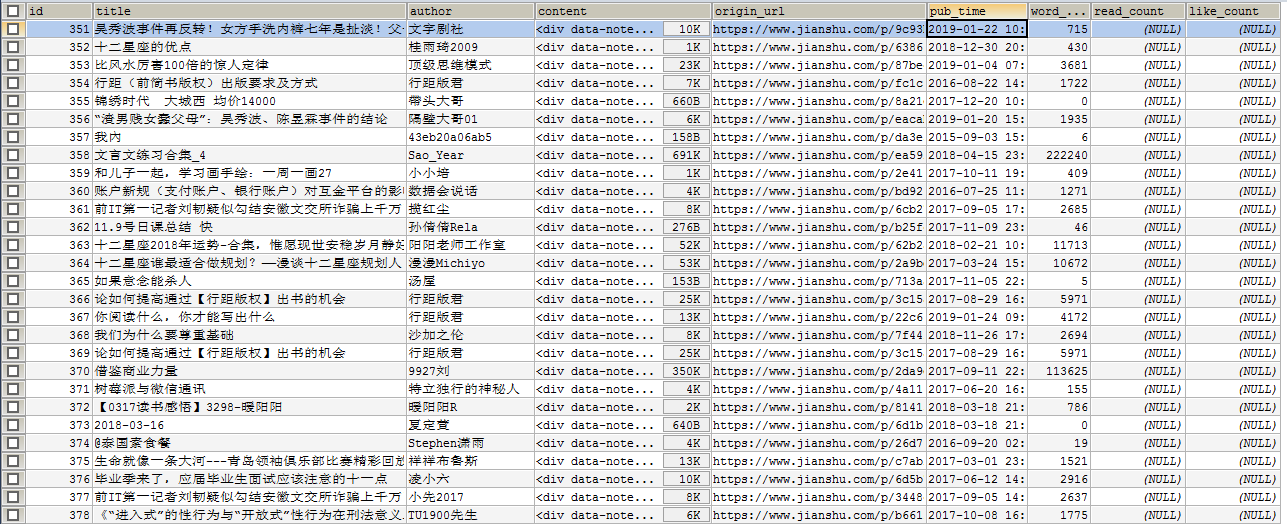 id title author content origin_url pub_time word_... read_count like_count
351 吴秀波事件再反转！女方手洗内裤七年是扯淡！父- 文字剧社 <div data-note... 10K https://www.jianshu.com/p/9c93 2019-01-22 10: 715 (NULL) (NULL)
352 十二星座的优点 桂雨琦2009 <div data-note... 1K https://www.jianshu.com/p/6386 2018-12-30 20: 430 (NULL) (NULL)
353 比风水厉害100倍的惊人定律 顶级思维模式 <div data-note... 23K https://www.jianshu.com/p/87be 2019-01-04 07: 3681 (NULL) (NULL)
354 行距（前简书版权）出版要求及方式 行距版君 <div data-note... 7K https://www.jianshu.com/p/fc1c 2016-08-22 14: 1722 (NULL) (NULL)
355 锦绣时代 大城西 均价14000 带头大哥 <div data-note... 660B https://www.jianshu.com/p/8a21 2017-12-20 10: 0 (NULL) (NULL)
356 “渣男贱女蠢父母”：吴秀波、陈昱霖事件的结论 隔壁大哥01 <div data-note... 6K https://www.jianshu.com/p/eaca 2019-01-20 15: 1935 (NULL) (NULL)
357 我内 43eb20a06ab5 <div data-note... 158B https://www.jianshu.com/p/da3e 2015-09-03 15: 6 (NULL) (NULL)
358 文言文练习合集_4 Sao_Year <div data-note... 691K https://www.jianshu.com/p/ea59 2018-04-15 23: 222240 (NULL) (NULL)
359 和儿子一起，学习画手绘：一周一画27 小小培 <div data-note... 1K https://www.jianshu.com/p/2e41 2017-10-11 19: 409 (NULL) (NULL)
360 账户新规（支付账户、银行账户）对互金平台的影 数据会说话 <div data-note... 4K https://www.jianshu.com/p/bd92 2016-07-25 11: 1271 (NULL) (NULL)
361 前IT第一记者刘韧疑似勾结安徽文交所诈骗上千万 揽红尘 <div data-note... 8K https://www.jianshu.com/p/6cb2 2017-09-05 17: 2685 (NULL) (NULL)
362 11.9号日课总结 快 孙倩倩Rela <div data-note... 276B https://www.jianshu.com/p/b25f 2017-11-09 23: 46 (NULL) (NULL)
363 十二星座2018年运势-合集，惟愿现世安稳岁月静好 阳阳老师工作室 <div data-note... 52K https://www.jianshu.com/p/62b2 2018-02-21 10: 11713 (NULL) (NULL)
364 十二星座谁最适合做规划？——漫谈十二星座规划人 漫漫Michiyo <div data-note... 53K https://www.jianshu.com/p/2a9b 2017-03-24 15: 10672 (NULL) (NULL)
365 如果意念能杀人 汤屋 <div data-note... 153B https://www.jianshu.com/p/713a 2017-11-05 22: 5 (NULL) (NULL)
366 论如何提高通过【行距版权】出书的机会 行距版君 <div data-note... 25K https://www.jianshu.com/p/3c15 2017-08-29 16: 5971 (NULL) (NULL)
367 你阅读什么，你才能写出什么 行距版君 <div data-note... 13K https://www.jianshu.com/p/22c6 2019-01-24 09: 4172 (NULL) (NULL)
368 我们为什么要尊重基础 沙加之伦 <div data-note... 8K https://www.jianshu.com/p/7f44 2018-11-26 17: 2694 (NULL) (NULL)
369 论如何提高通过【行距版权】出书的机会 行距版君 <div data-note... 25K https://www.jianshu.com/p/3c15 2017-08-29 16: 5971 (NULL) (NULL)
370 借鉴商业力量 9927刘 <div data-note... 350K https://www.jianshu.com/p/2da9 2017-09-11 22: 113625 (NULL) (NULL)
371 树莓派与微信通讯 特立独行的神秘人 <div data-note... 4K https://www.jianshu.com/p/4a11 2017-06-20 16: 155 (NULL) (NULL)
372 【0317读书感悟】3298-暖阳阳 暖阳阳R <div data-note... 2K https://www.jianshu.com/p/8141 2018-03-18 21: 786 (NULL) (NULL)
373 2018-03-16 夏定萱 <div data-note... 640B https://www.jianshu.com/p/6d1b 2018-03-18 21: 0 (NULL) (NULL)
374 @泰国素食餐 Stephen潇雨 <div data-note... 4K https://www.jianshu.com/p/26d7 2016-09-20 02: 19 (NULL) (NULL)
375 生命就像一条大河---青岛领袖俱乐部比赛精彩回放 祥祥布鲁斯 <div data-note... 13K https://www.jianshu.com/p/c7ab 2017-03-01 23: 1521 (NULL) (NULL)
376 毕业季来了，应届毕业生面试应该注意的十一点 凌小六 <div data-note... 10K https://www.jianshu.com/p/6d5b 2017-06-12 14: 2916 (NULL) (NULL)
377 前IT第一记者刘韧疑似勾结安徽文交所诈骗上千万 小先2017 <div data-note... 8K https://www.jianshu.com/p/3448 2017-09-05 14: 2637 (NULL) (NULL)
378 《“进入式”的性行为与“开放式”性行为在刑法意义 TU1900先生 <div data-note... 6K https://www.jianshu.com/p/b661 2017-10-08 16: 1775 (NULL) (NULL)